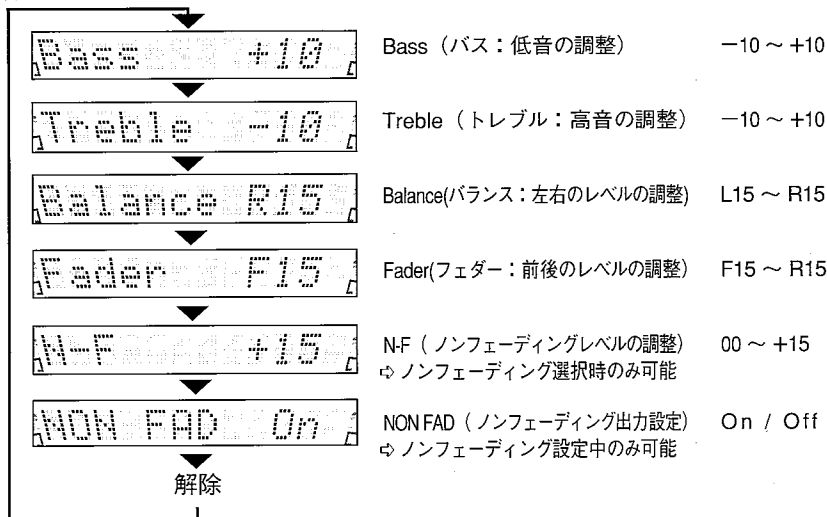 Bass +10 Bass（バス：低音の調整） −10 ～ +10
Treble −10 Treble（トレブル：高音の調整） −10 ～ +10
Balance R15 Balance(バランス：左右のレベルの調整) L15 ～ R15
Fader F15 Fader(フェダー：前後のレベルの調整) F15 ～ R15
N-F +15 N-F（ノンフェーディングレベルの調整） 00 ～ +15
⇨ ノンフェーディング選択時のみ可能
NON FAD On NON FAD（ノンフェーディング出力設定） On / Off
⇨ ノンフェーディング設定中のみ可能
解除